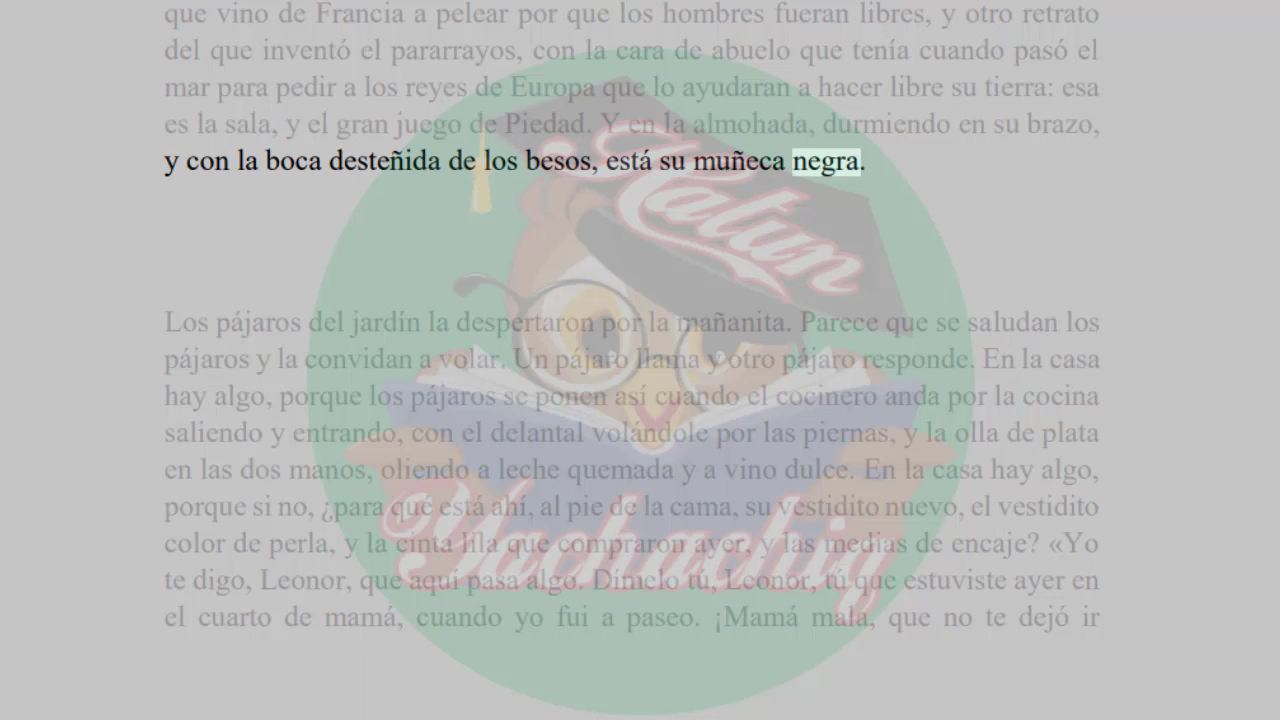 que vino de Francia a pelear por que los hombres fueran libres, y otro retrato
del que inventó el pararrayos, con la cara de abuelo que tenía cuando pasó el
mar para pedir a los reyes de Europa que lo ayudaran a hacer libre su tierra: esa
es la sala, y el gran juego de Piedad. Y en la almohada, durmiendo en su brazo,
y con la boca desteñida de los besos, está su muñeca negra.
Hatun
Los pájaros del jardín la despertaron por la mañanita. Parece que se saludan los
pájaros y la convidan a volar. Un pájaro llama y otro pájaro responde. En la casa
hay algo, porque los pájaros se ponen así cuando el cocinero anda por la cocina
saliendo y entrando, con el delantal volándole por las piernas, y la olla de plata
en las dos manos, oliendo a leche quemada y a vino dulce. En la casa hay algo,
porque si no, ¿para qué está ahí, al pie de la cama, su vestidito nuevo, el vestidito
color de perla, y la cinta lila que compraron ayer, y las medias de encaje? «Yo
te digo, Leonor, que aquí pasa algo. Dímelo tú, Leonor, tú que estuviste ayer en
el cuarto de mamá, cuando yo fui a paseo. ¡Mamá mala, que no te dejó ir
Yachachiq